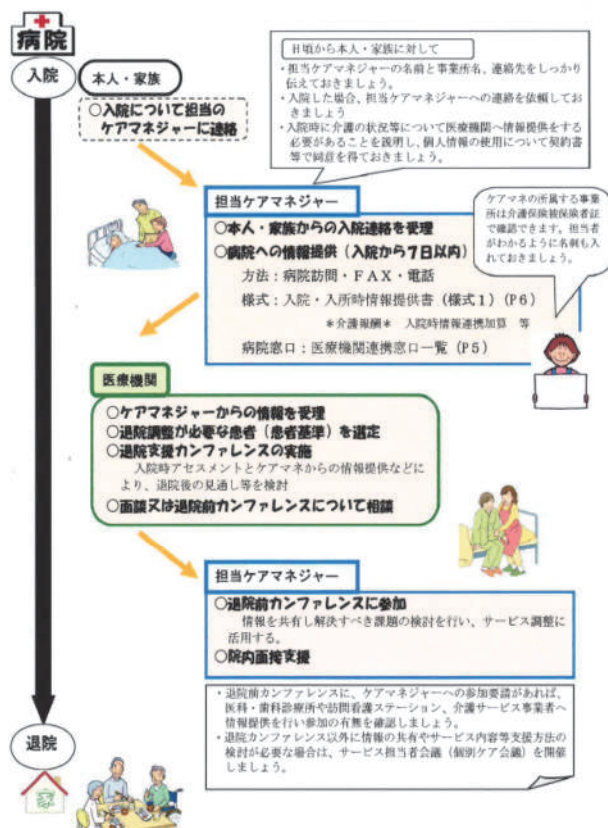 病院
入院
本人・家族
○入院について担当の
ケアマネジャーに連絡
日頃から本人・家族に対して
・担当ケアマネージャーの名前と事業所名、連絡先をしっかり
伝えておきましょう。
・入院した場合、担当ケアマネージャーへの連絡を依頼してお
きましょう
・入院時に介護の状況等について医療機関へ情報提供をする
必要があることを説明し、個人情報の使用について契約書
等で同意を得ておきましょう。
担当ケアマネージャー
○本人・家族からの入院連絡を受理
○病院への情報提供（入院から7日以内）
方法：病院訪問・FAX・電話
様式：入院・入所時情報提供書（様式1）（P6）
＊介護報酬＊　入院時情報連携加算　等
病院窓口：医療機関連携窓口一覧（P5）
ケアマネの所属する事業
所は介護保険被保険者証
で確認できます。担当者
がわかるように名刺も入
れておきましょう。
医療機関
○ケアマネジャーからの情報を受理
○退院調整が必要な患者（患者基準）を選定
○退院支援カンファレンスの実施
入院時アセスメントとケアマネからの情報提供などに
より、退院後の見通し等を検討
○面談又は退院前カンファレンスについて相談
担当ケアマネージャー
○退院前カンファレンスに参加
情報を共有し解決すべき課題の検討を行い、サービス調整に
活用する。
○院内面接支援
・退院前カンファレンスに、ケアマネジャーへの参加要請があれば、
医科・歯科診療所や訪問看護ステーション、介護サービス事業者へ
情報提供を行い参加の有無を確認しましょう。
・退院カンファレンス以外に情報の共有やサービス内容等支援方法の
検討が必要な場合は、サービス担当者会議（個別ケア会議）を開催
しましょう。
退院